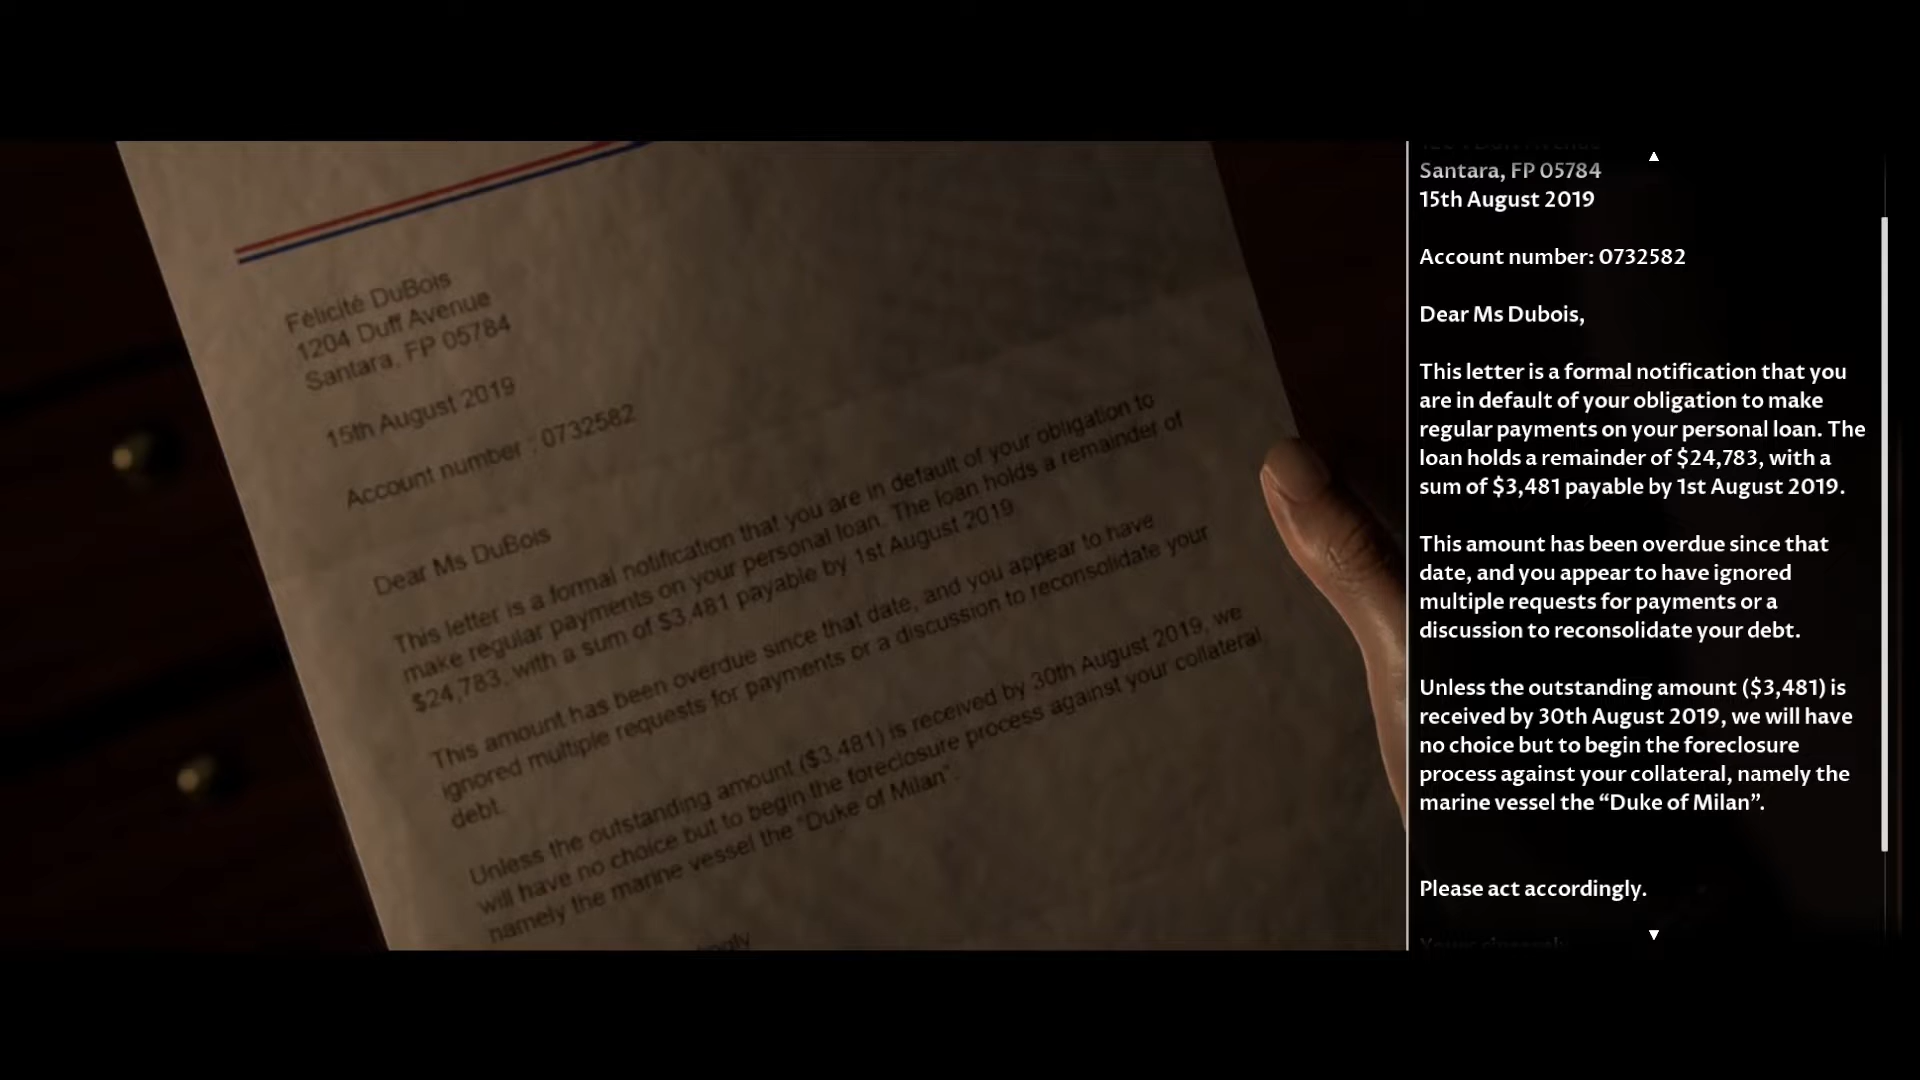 Félicité DuBois
1204 Duff Avenue
Santara, FP 05784
15th August 2019
Account number : 0732582
Dear Ms DuBois
This letter is a formal notification that you are in default of your obligation to
make regular payments on your personal loan. The loan holds a remainder of
$24,783, with a sum of $3,481 payable by 1st August 2019.
This amount has been overdue since that date, and you appear to have
ignored multiple requests for payments or a discussion to reconsolidate your
debt.
Unless the outstanding amount ($3,481) is received by 30th August 2019, we
will have no choice but to begin the foreclosure process against your collateral,
namely the marine vessel the "Duke of Milan".
Santara, FP 05784
15th August 2019
Account number: 0732582
Dear Ms Dubois,
This letter is a formal notification that you
are in default of your obligation to make
regular payments on your personal loan. The
loan holds a remainder of $24,783, with a
sum of $3,481 payable by 1st August 2019.
This amount has been overdue since that
date, and you appear to have ignored
multiple requests for payments or a
discussion to reconsolidate your debt.
Unless the outstanding amount ($3,481) is
received by 30th August 2019, we will have
no choice but to begin the foreclosure
process against your collateral, namely the
marine vessel the “Duke of Milan”.
Please act accordingly.